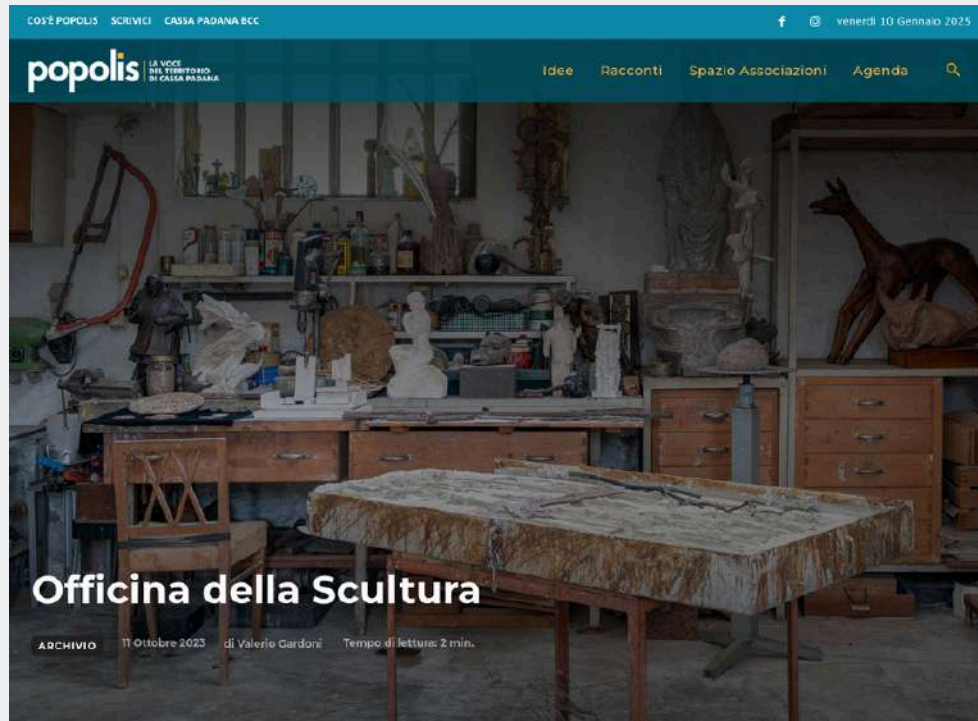 COS'È POPOLIS SCRIVICI CASSA PADANA BCC
venerdì 10 Gennaio 2025
popolis
LA VOCE
DEL TERRITORIO
DI CASSA PADANA
Idee Racconti Spazio Associazioni Agenda
Officina della Scultura
ARCHIVIO 11 Ottobre 2023 di Valerio Gardoni Tempo di lettura: 2 min.